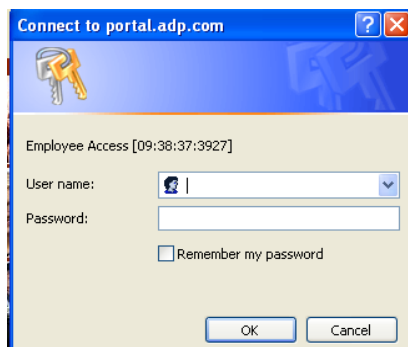 Connect to portal.adp.com
Employee Access [09:38:37:3927]
User name:
Password:
Remember my password
OK Cancel